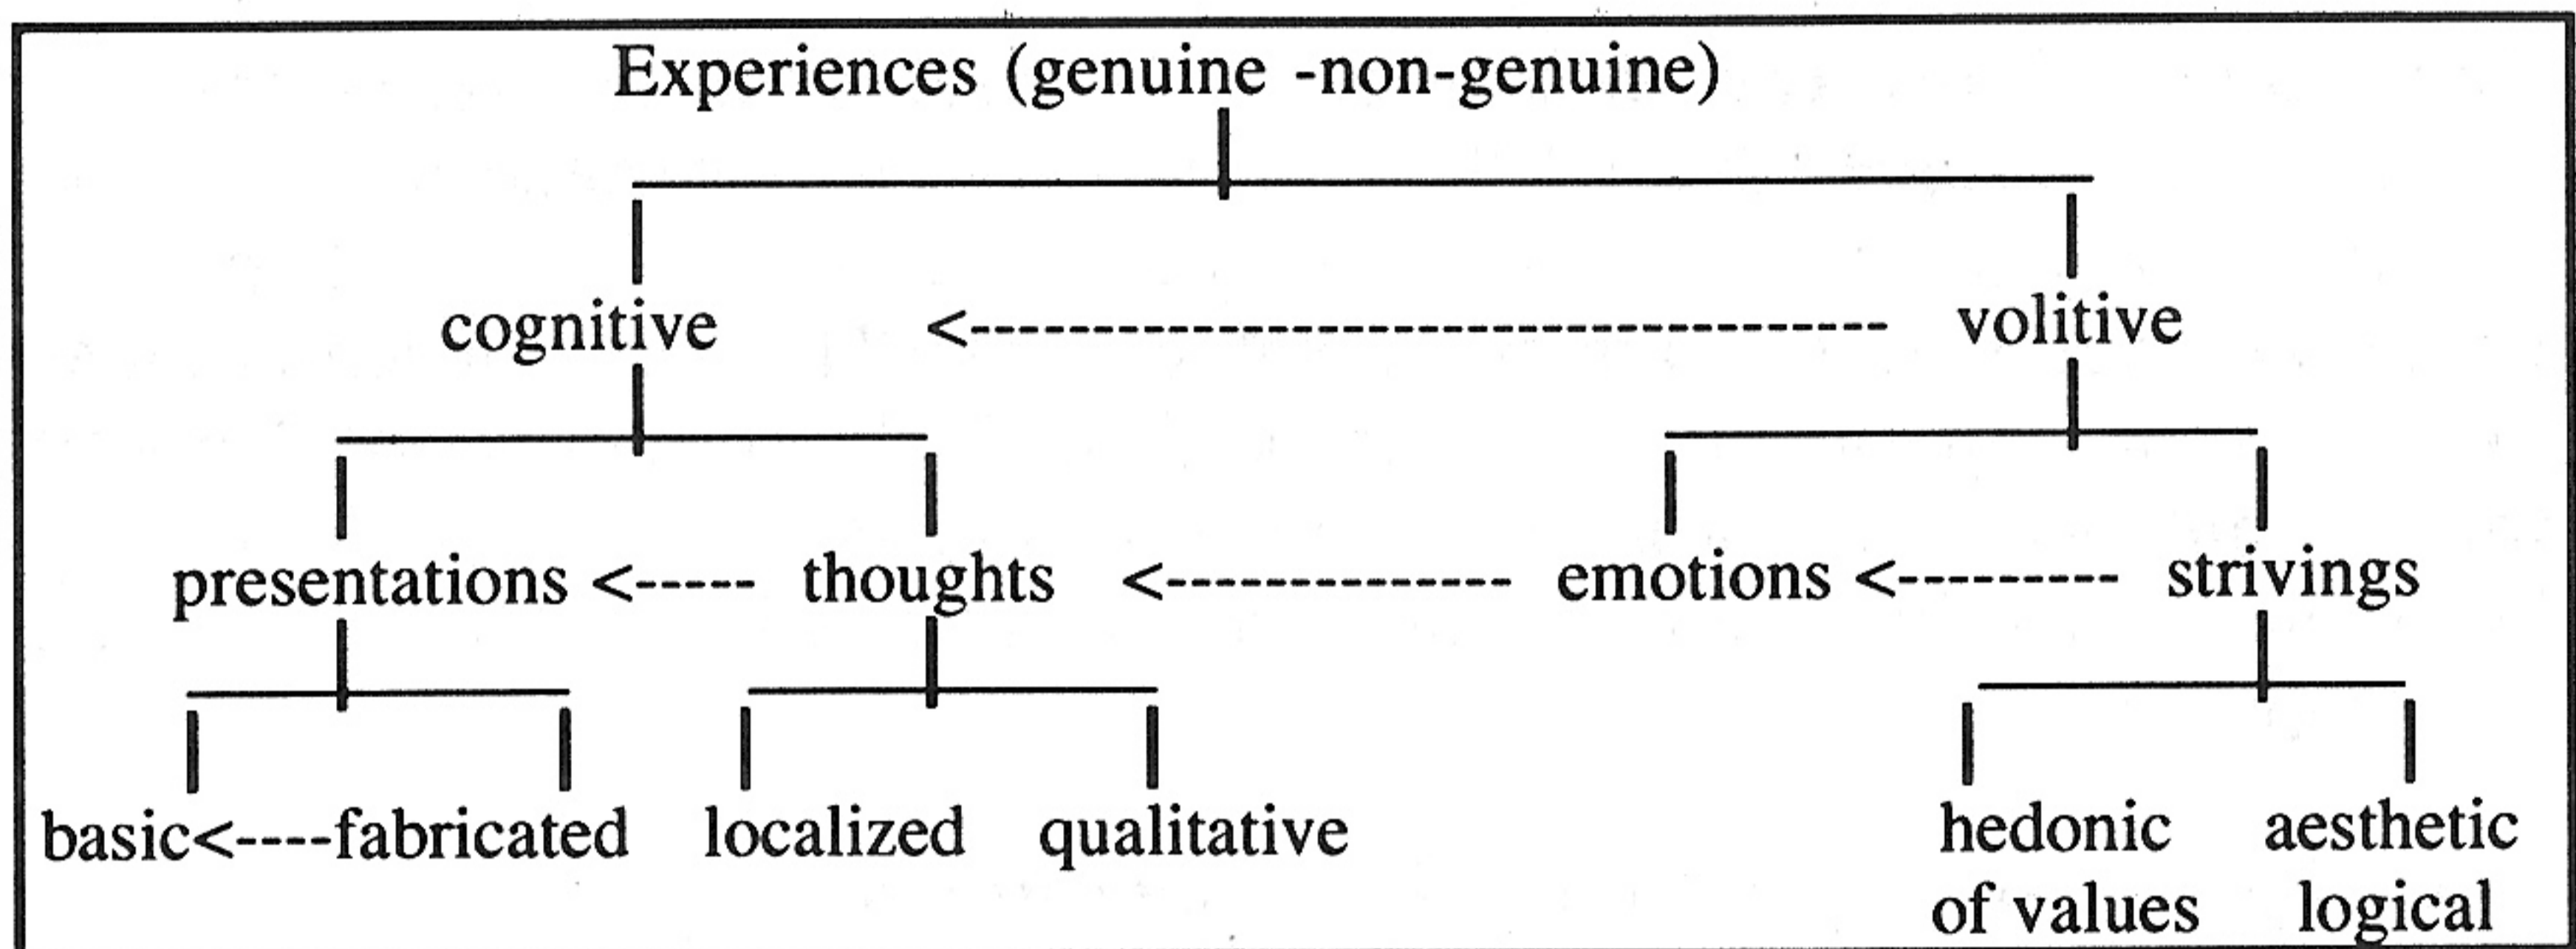 Experiences (genuine -non-genuine)
cognitive <---------------------------------------- volitive
presentations <----- thoughts <--------------- emotions <--------- strivings
basic<----fabricated localized qualitative hedonic aesthetic
of values logical